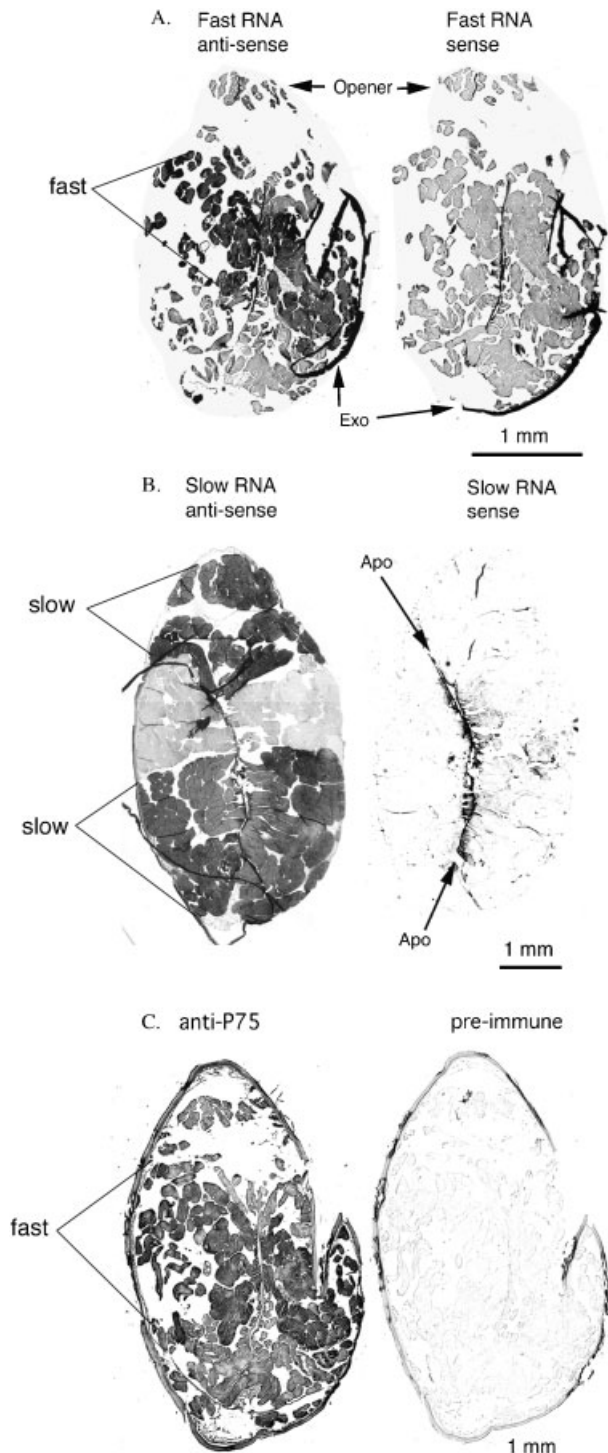 A. Fast RNA
anti-sense
Fast RNA
sense
Opener
fast
Exo
1 mm
B. Slow RNA
anti-sense
Slow RNA
sense
Apo
slow
slow
Apo
1 mm
C. anti-P75
pre-immune
fast
1 mm